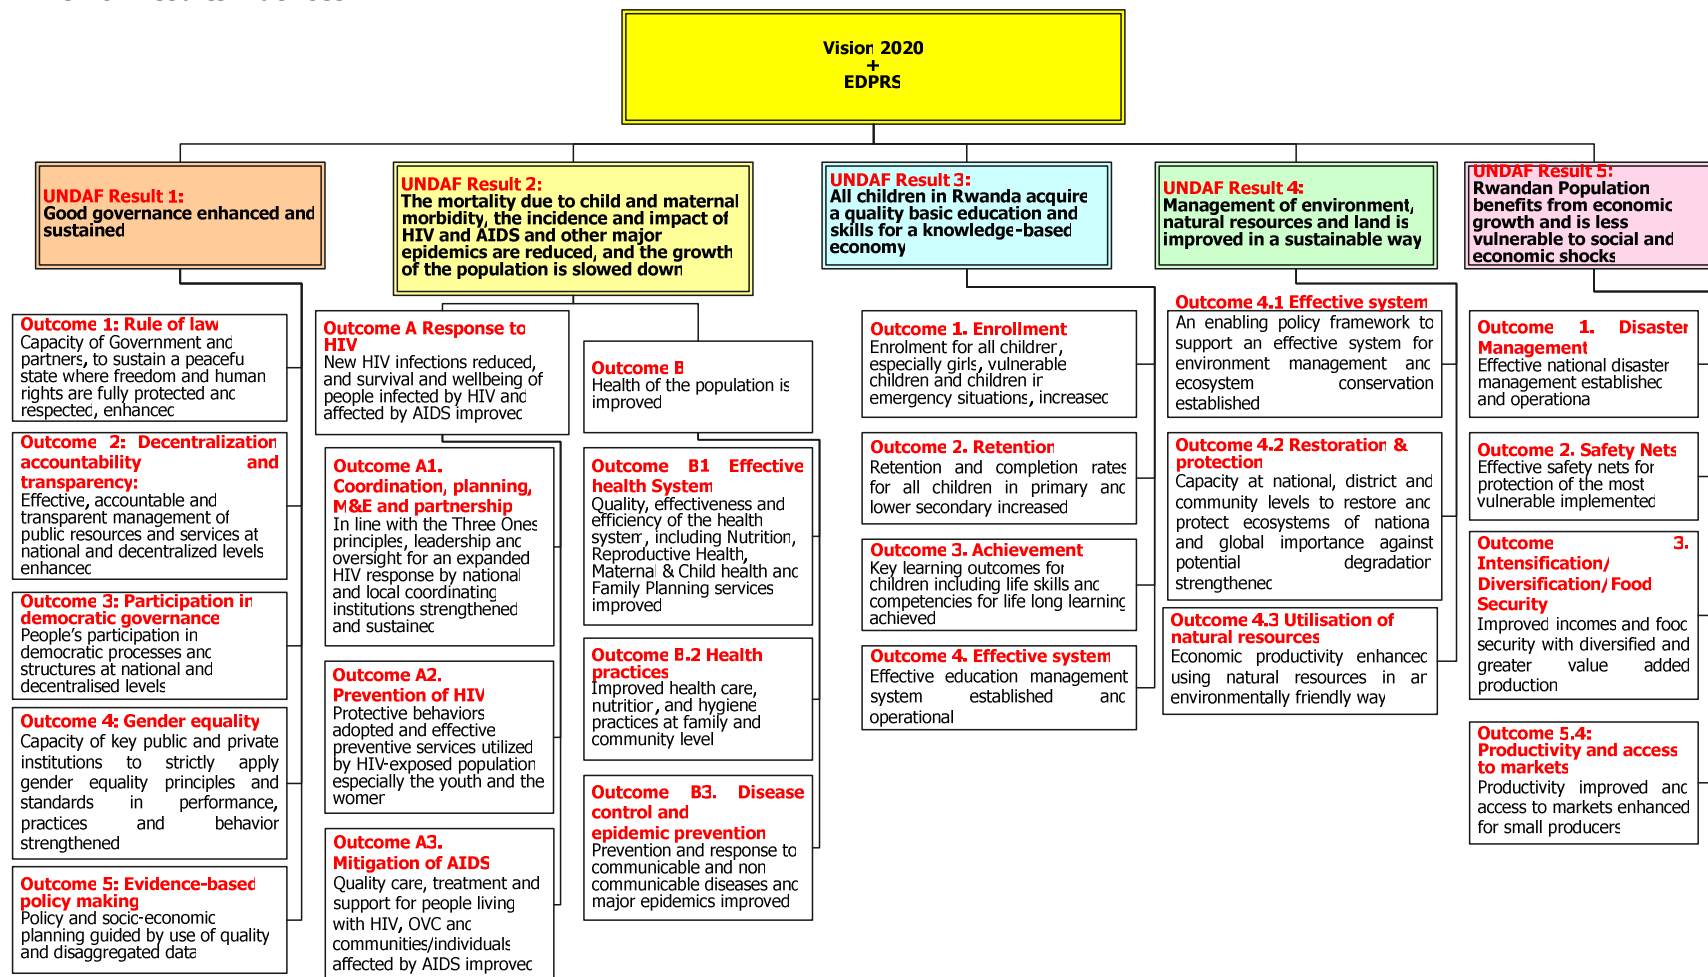 Vision 2020
+
EDPRS
UNDAF Result 1:
Good governance enhanced and
sustained
UNDAF Result 2:
The mortality due to child and maternal
morbidity, the incidence and impact of
HIV and AIDS and other major
epidemics are reduced, and the growth
of the population is slowed down
UNDAF Result 3:
All children in Rwanda acquire
a quality basic education and
skills for a knowledge-based
economy
UNDAF Result 4:
Management of environment,
natural resources and land is
improved in a sustainable way
UNDAF Result 5:
Rwandan Population
benefits from economic
growth and is less
vulnerable to social and
economic shocks
Outcome 1: Rule of law
Capacity of Government and
partners, to sustain a peacefu
state where freedom and human
rights are fully protected and
respected, enhanced
Outcome 2: Decentralization
accountability and
transparency:
Effective, accountable and
transparent management of
public resources and services at
national and decentralized levels
enhanced
Outcome 3: Participation in
democratic governance
People's participation in
democratic processes and
structures at national and
decentralised levels
Outcome 4: Gender equality
Capacity of key public and private
institutions to strictly apply
gender equality principles and
standards in performance,
practices and behavior
strengthened
Outcome 5: Evidence-based
policy making
Policy and socio-economic
planning guided by use of quality
and disaggregated data
Outcome A Response to
HIV
New HIV infections reduced,
and survival and wellbeing of
people infected by HIV and
affected by AIDS improved
Outcome A1.
Coordination, planning,
M&E and partnership
In line with the Three Ones
principles, leadership and
oversight for an expanded
HIV response by national
and local coordinating
institutions strengthened
and sustained
Outcome A2.
Prevention of HIV
Protective behaviors
adopted and effective
preventive services utilized
by HIV-exposed population
especially the youth and the
women
Outcome A3.
Mitigation of AIDS
Quality care, treatment and
support for people living
with HIV, OVC and
communities/individuals
affected by AIDS improved
Outcome B
Health of the population is
improved
Outcome B1 Effective
health System
Quality, effectiveness and
efficiency of the health
system, including Nutrition,
Reproductive Health,
Maternal & Child health and
Family Planning services
improved
Outcome B.2 Health
practices
Improved health care,
nutrition, and hygiene
practices at family and
community level
Outcome B3. Disease
control and
epidemic prevention
Prevention and response to
communicable and non
communicable diseases and
major epidemics improved
Outcome 1. Enrollment
Enrolment for all children,
especially girls, vulnerable
children and children in
emergency situations, increased
Outcome 2. Retention
Retention and completion rates
for all children in primary and
lower secondary increased
Outcome 3. Achievement
Key learning outcomes for
children including life skills and
competencies for life long learning
achieved
Outcome 4. Effective system
Effective education management
system established and
operational
Outcome 4.1 Effective system
An enabling policy framework to
support an effective system for
environment management and
ecosystem conservation
established
Outcome 4.2 Restoration &
protection
Capacity at national, district and
community levels to restore and
protect ecosystems of national
and global importance against
potential degradation
strengthened
Outcome 4.3 Utilisation of
natural resources
Economic productivity enhanced
using natural resources in an
environmentally friendly way
Outcome 1. Disaster
Management
Effective national disaster
management established
and operationa
Outcome 2. Safety Nets
Effective safety nets for
protection of the most
vulnerable implemented
Outcome 3.
Intensification/
Diversification/Food
Security
Improved incomes and food
security with diversified and
greater value added
production
Outcome 5.4:
Productivity and access
to markets
Productivity improved and
access to markets enhanced
for small producers